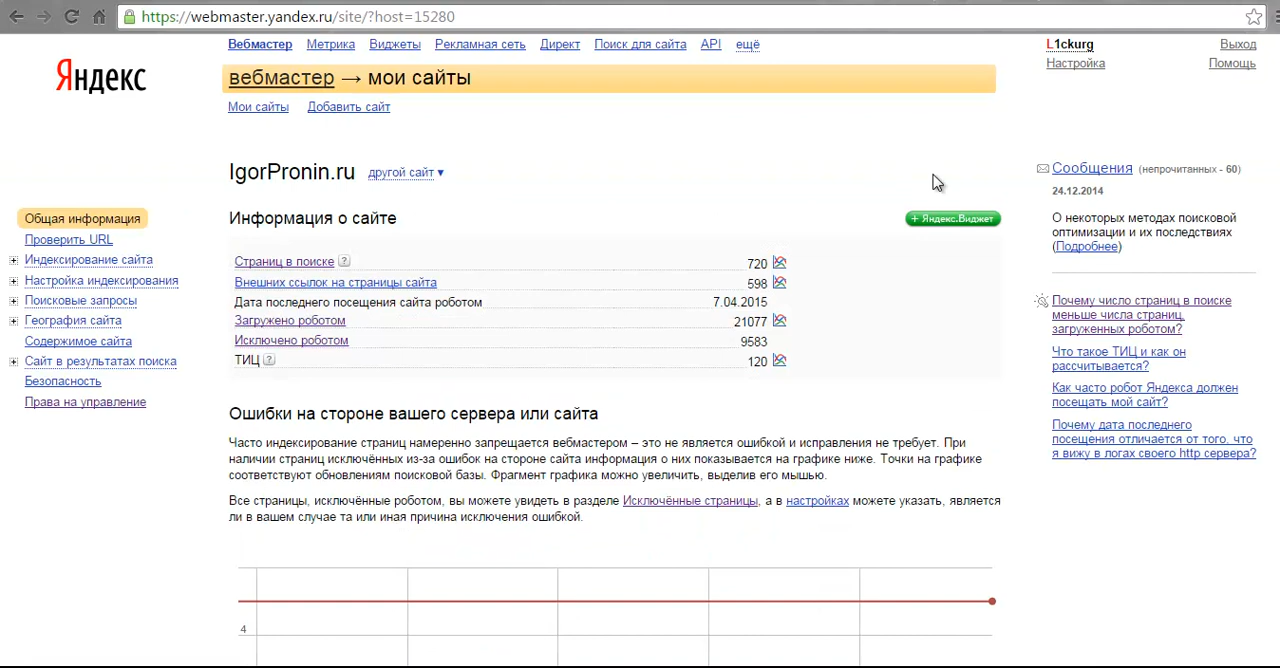 https://webmaster.yandex.ru/site/?host=15280
Вебмастер Метрика Виджеты Рекламная сеть Директ Поиск для сайта API ещё
L1ckurg Выход
Настройка Помощь
Яндекс
вебмастер → мои сайты
Мои сайты Добавить сайт
IgorPronin.ru другой сайт ▼
Общая информация
Проверить URL
Индексирование сайта
Настройка индексирования
Поисковые запросы
География сайта
Содержимое сайта
Сайт в результатах поиска
Безопасность
Права на управление
Информация о сайте
+ Яндекс.Виджет
Страниц в поиске ? 720
Внешних ссылок на страницы сайта 598
Дата последнего посещения сайта роботом 7.04.2015
Загружено роботом 21077
Исключено роботом 9583
ТИЦ ? 120
Ошибки на стороне вашего сервера или сайта
Часто индексирование страниц намеренно запрещается вебмастером – это не является ошибкой и исправления не требует. При
наличии страниц исключённых из-за ошибок на стороне сайта информация о них показывается на графике ниже. Точки на графике
соответствуют обновлениям поисковой базы. Фрагмент графика можно увеличить, выделив его мышью.
Все страницы, исключённые роботом, вы можете увидеть в разделе Исключённые страницы, а в настройках можете указать, является
ли в вашем случае та или иная причина исключения ошибкой.
4
Сообщения (непрочитанных - 60)
24.12.2014
О некоторых методах поисковой
оптимизации и их последствиях
(Подробнее)
Почему число страниц в поиске
меньше числа страниц,
загруженных роботом?
Что такое ТИЦ и как он
рассчитывается?
Как часто робот Яндекса должен
посещать мой сайт?
Почему дата последнего
посещения отличается от того, что
я вижу в логах своего http сервера?